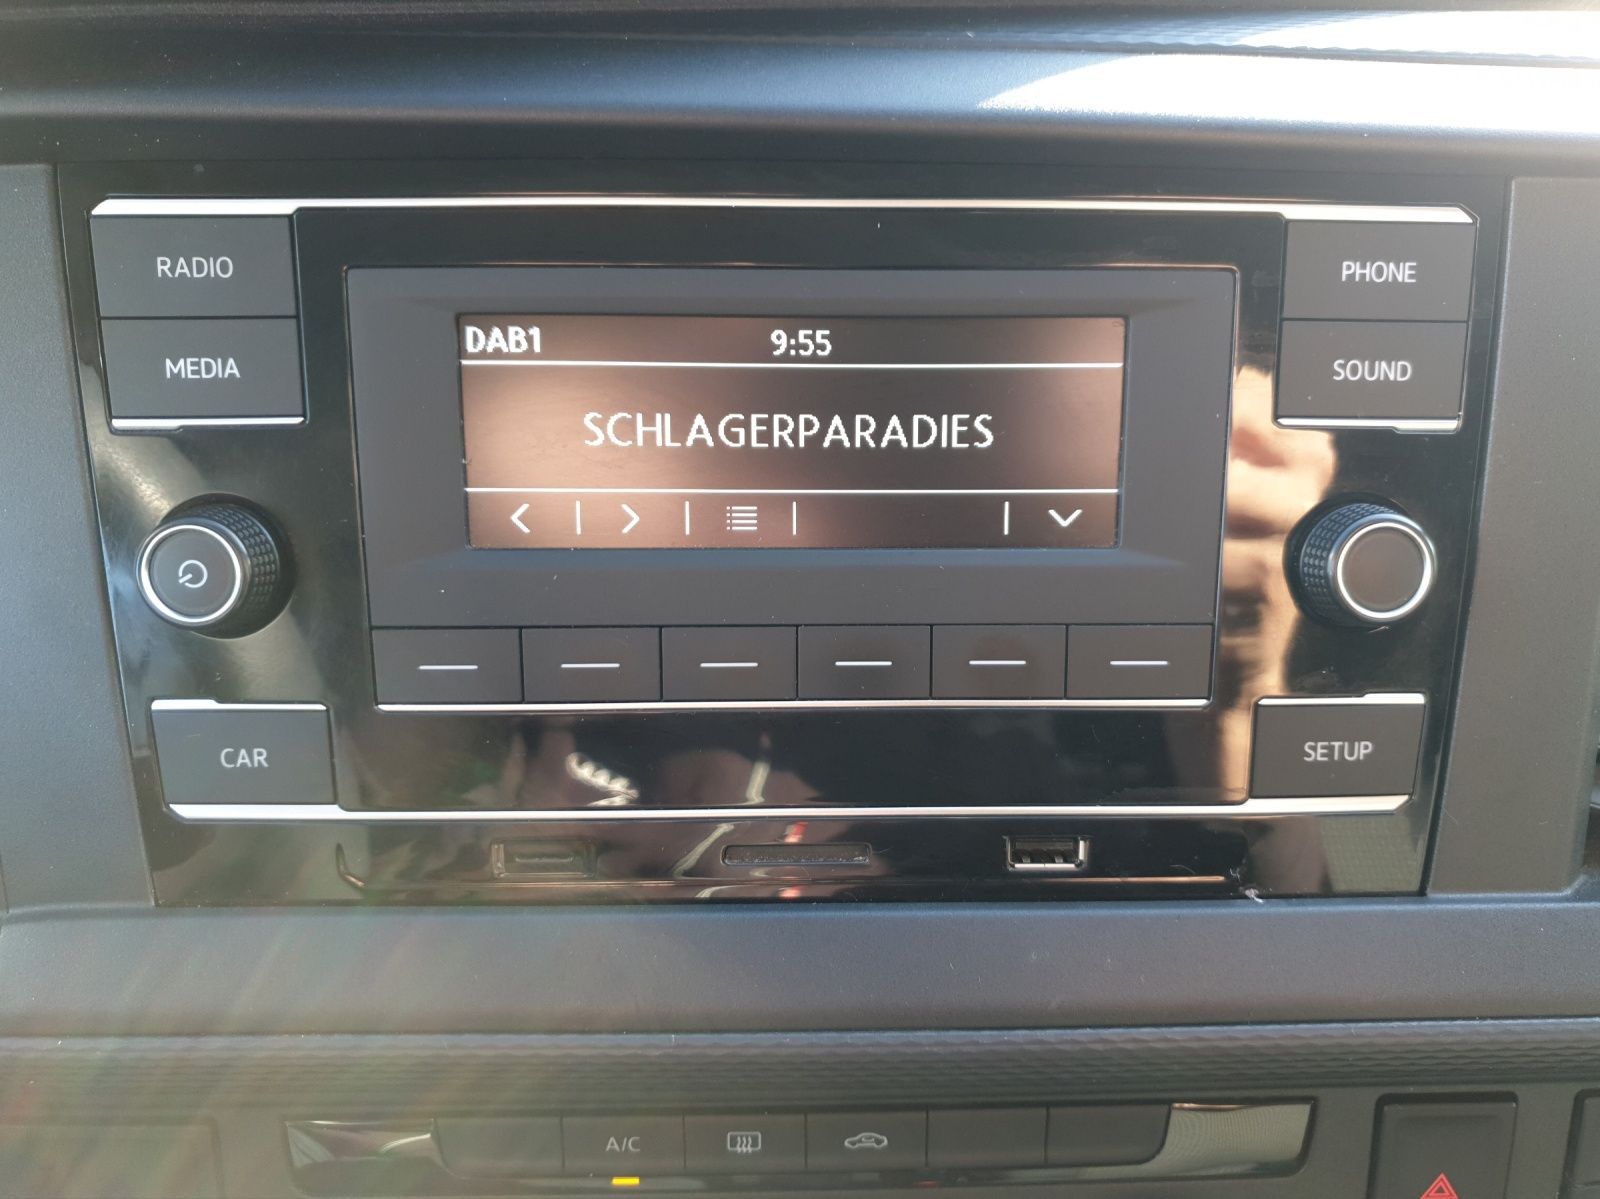 RADIO
PHONE
MEDIA
SOUND
DAB1 9:55
SCHLAGERPARADIES
CAR
SETUP
A/C